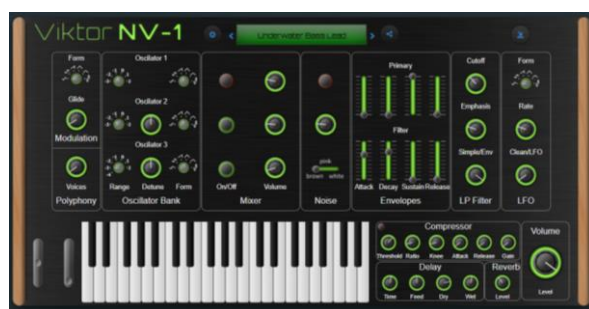 Viktor NV-1
Underwater Bass Lead
Form
Oscillator 1
Primary
Cutoff
Form
Glide
Oscillator 2
Emphasis
Rate
Modulation
Filter
Oscillator 3
pink
Simple/Env
Clean/LFO
brown white
Voices
Range Detune Form
On/Off Volume
Attack Decay Sustain Release
Polyphony
Oscillator Bank
Mixer
Noise
Envelopes
LP Filter
LFO
Compressor
Volume
Threshold Ratio Knee Attack Release Gain
Delay
Reverb
Time Feed Dry Wet
Level
Level